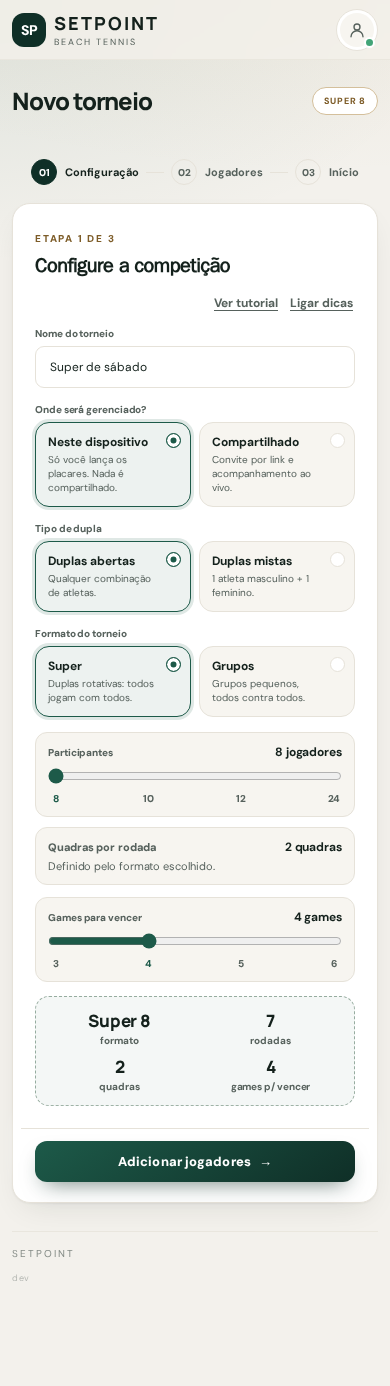 SP SETPOINT
BEACH TENNIS
Novo torneio
SUPER 8
01 Configuração 02 Jogadores 03 Início
ETAPA 1 DE 3
Configure a competição
Ver tutorial Ligar dicas
Nome do torneio
Super de sábado
Onde será gerenciado?
Neste dispositivo
Só você lança os
placares. Nada é
compartilhado.
Compartilhado
Convite por link e
acompanhamento ao
vivo.
Tipo de dupla
Duplas abertas
Qualquer combinação
de atletas.
Duplas mistas
1 atleta masculino + 1
feminino.
Formato do torneio
Super
Duplas rotativas: todos
jogam com todos.
Grupos
Grupos pequenos,
todos contra todos.
Participantes 8 jogadores
8 10 12 24
Quadras por rodada 2 quadras
Definido pelo formato escolhido.
Games para vencer 4 games
3 4 5 6
Super 8
formato
7
rodadas
2
quadras
4
games p/ vencer
Adicionar jogadores →
SETPOINT
dev